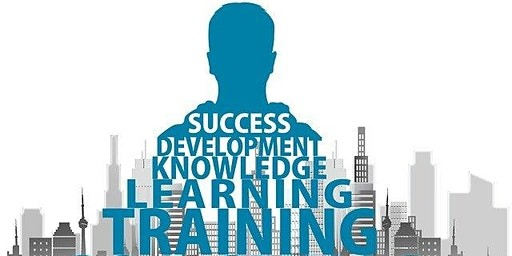 SUCCESS
DEVELOPMENT
KNOWLEDGE
LEARNING
TRAINING